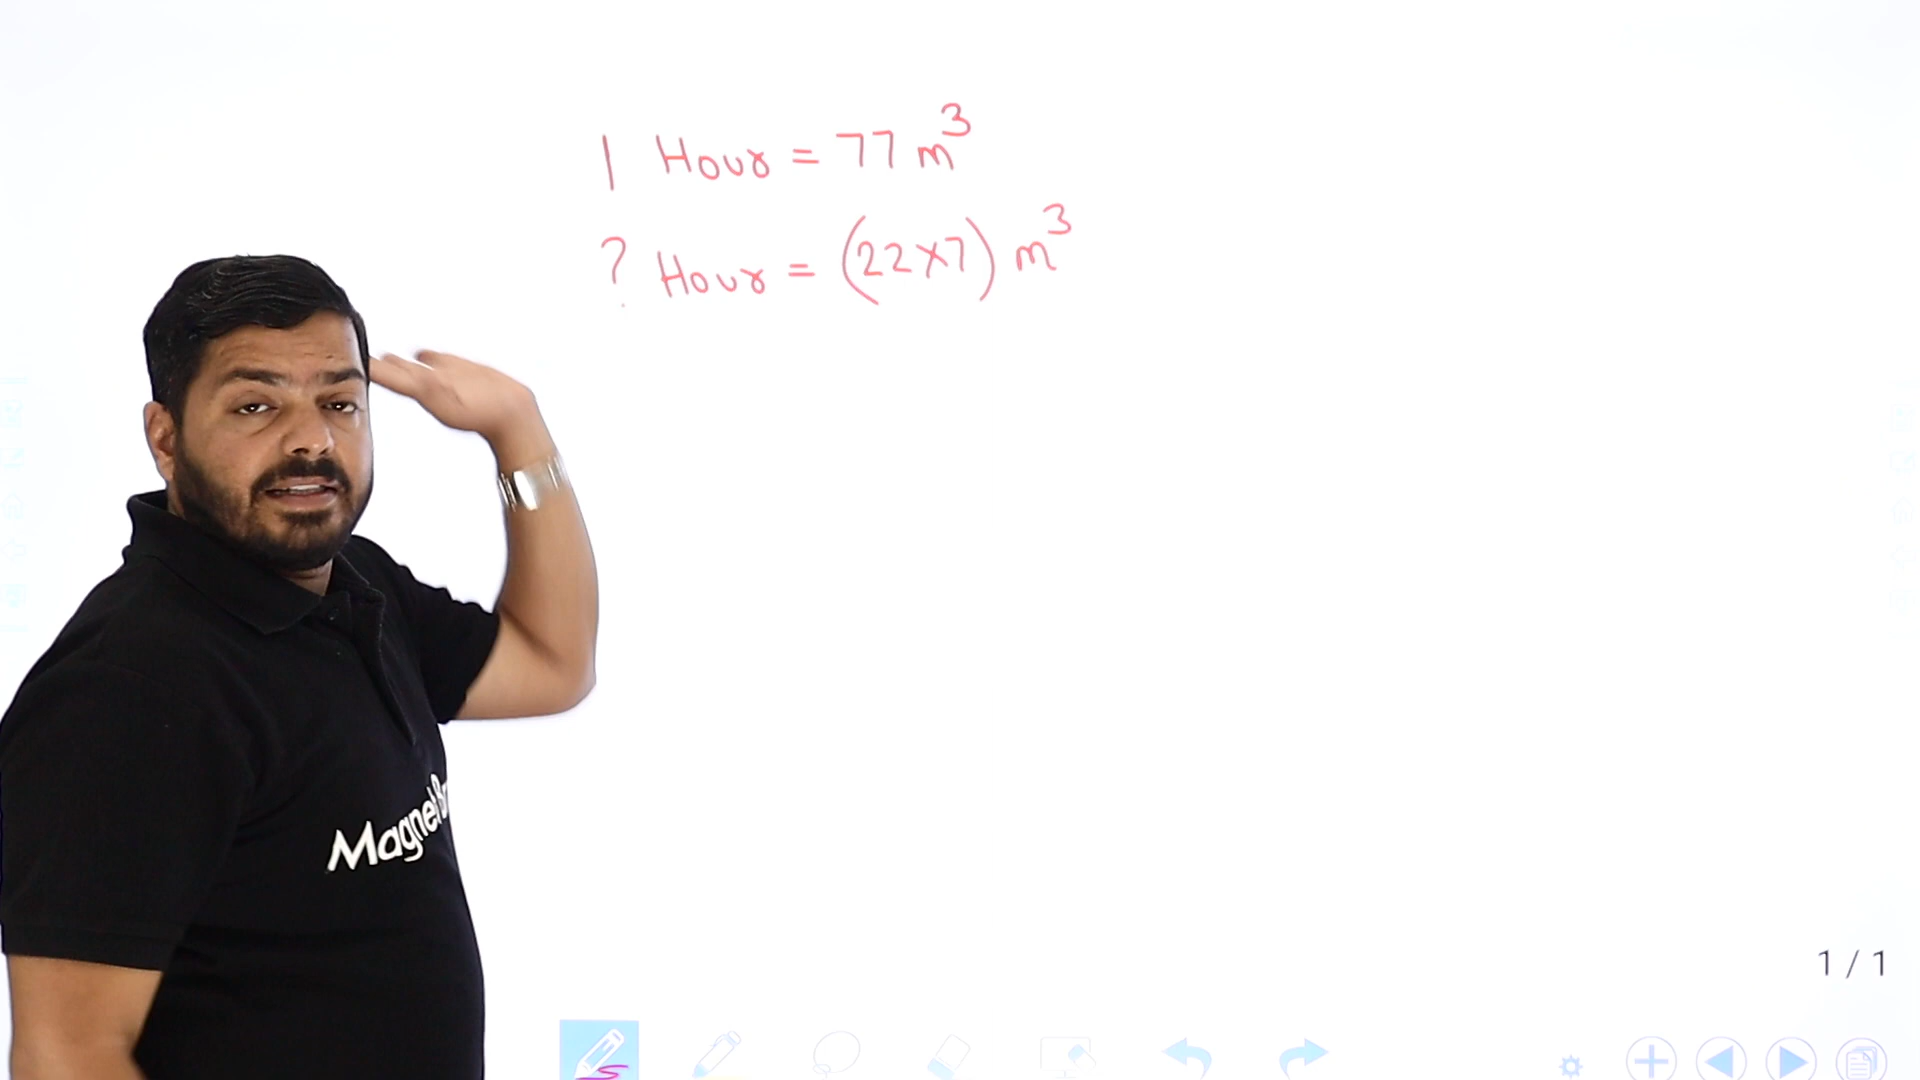 1 Hour = 77 m³
? Hour = (22×7) m³
Magnet
1 / 1